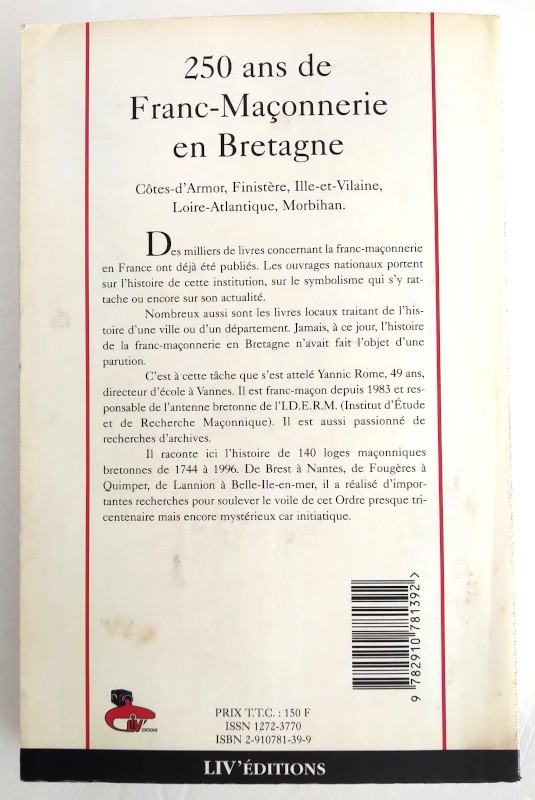 250 ans de
Franc-Maçonnerie
en Bretagne
Côtes-d'Armor, Finistère, Ille-et-Vilaine,
Loire-Atlantique, Morbihan.
Des milliers de livres concernant la franc-maçonnerie
en France ont déjà été publiés. Les ouvrages nationaux portent
sur l'histoire de cette institution, sur le symbolisme qui s'y rat-
tache ou encore sur son actualité.
Nombreux aussi sont les livres locaux traitant de l'his-
toire d'une ville ou d'un département. Jamais, à ce jour, l'histoire
de la franc-maçonnerie en Bretagne n'avait fait l'objet d'une
parution.
C'est à cette tâche que s'est attelé Yannic Rome, 49 ans,
directeur d'école à Vannes. Il est franc-maçon depuis 1983 et res-
ponsable de l'antenne bretonne de l'I.D.E.R.M. (Institut d'Étude
et de Recherche Maçonnique). Il est aussi passionné de
recherches d'archives.
Il raconte ici l'histoire de 140 loges maçonniques
bretonnes de 1744 à 1996. De Brest à Nantes, de Fougères à
Quimper, de Lannion à Belle-Ile-en-mer, il a réalisé d'impor-
tantes recherches pour soulever le voile de cet Ordre presque tri-
centenaire mais encore mystérieux car initiatique.
9 782910 781392 >
LIV'
EDITIONS
PRIX T.T.C. : 150 F
ISSN 1272-3770
ISBN 2-910781-39-9
LIV'ÉDITIONS